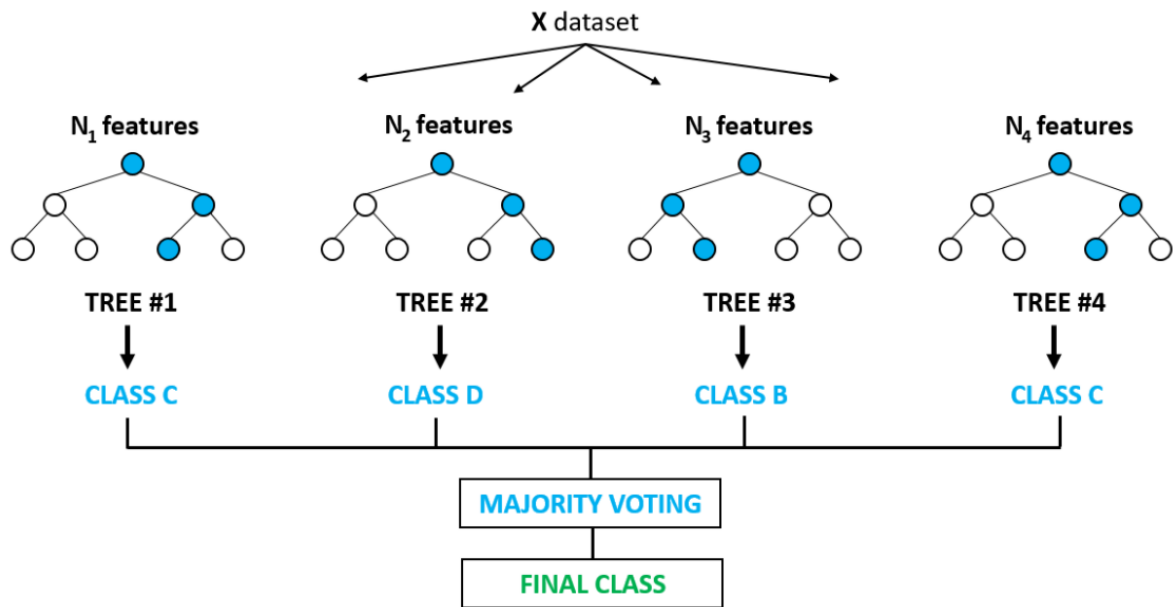 X dataset
N₁ features
N₂ features
N₃ features
N₄ features
TREE #1
TREE #2
TREE #3
TREE #4
CLASS C
CLASS D
CLASS B
CLASS C
MAJORITY VOTING
FINAL CLASS